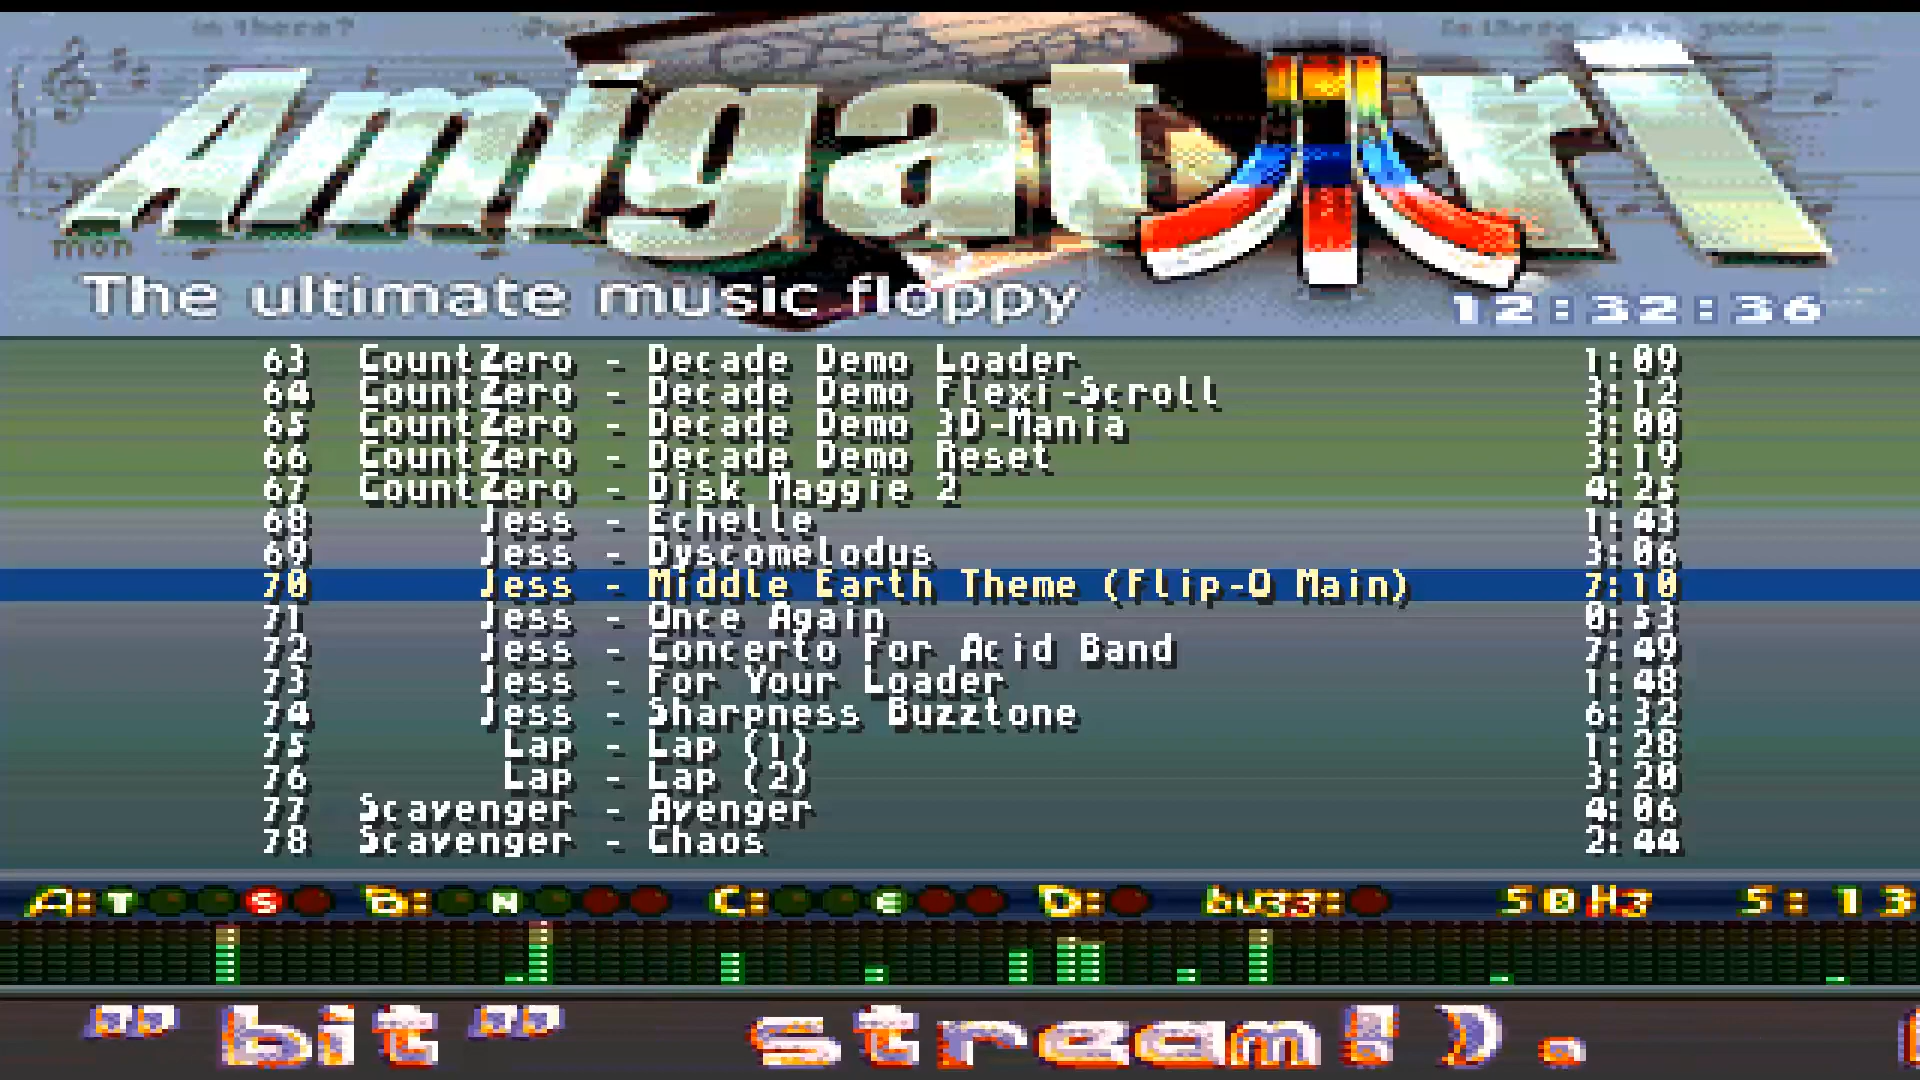 in there?
AmigaTari
mon
The ultimate music floppy
12:32:36
63 CountZero - Decade Demo Loader 1:09
64 CountZero - Decade Demo Flexi-Scroll 3:12
65 CountZero - Decade Demo 3D-Mania 3:00
66 CountZero - Decade Demo Reset 3:19
67 CountZero - Disk Maggie 2 4:25
68 Jess - Echelle 1:43
69 Jess - Dyscomelodus 3:06
70 Jess - Middle Earth Theme (Flip-O Main) 7:10
71 Jess - Once Again 0:53
72 Jess - Concerto For Acid Band 7:49
73 Jess - For Your Loader 1:48
74 Jess - Sharpness Buzztone 6:32
75 Lap - Lap (1) 1:28
76 Lap - Lap (2) 3:20
77 Scavenger - Avenger 4:06
78 Scavenger - Chaos 2:44
A:T S B: N C: E D: buzz: 50Hz 5:13
"bit" stream!).